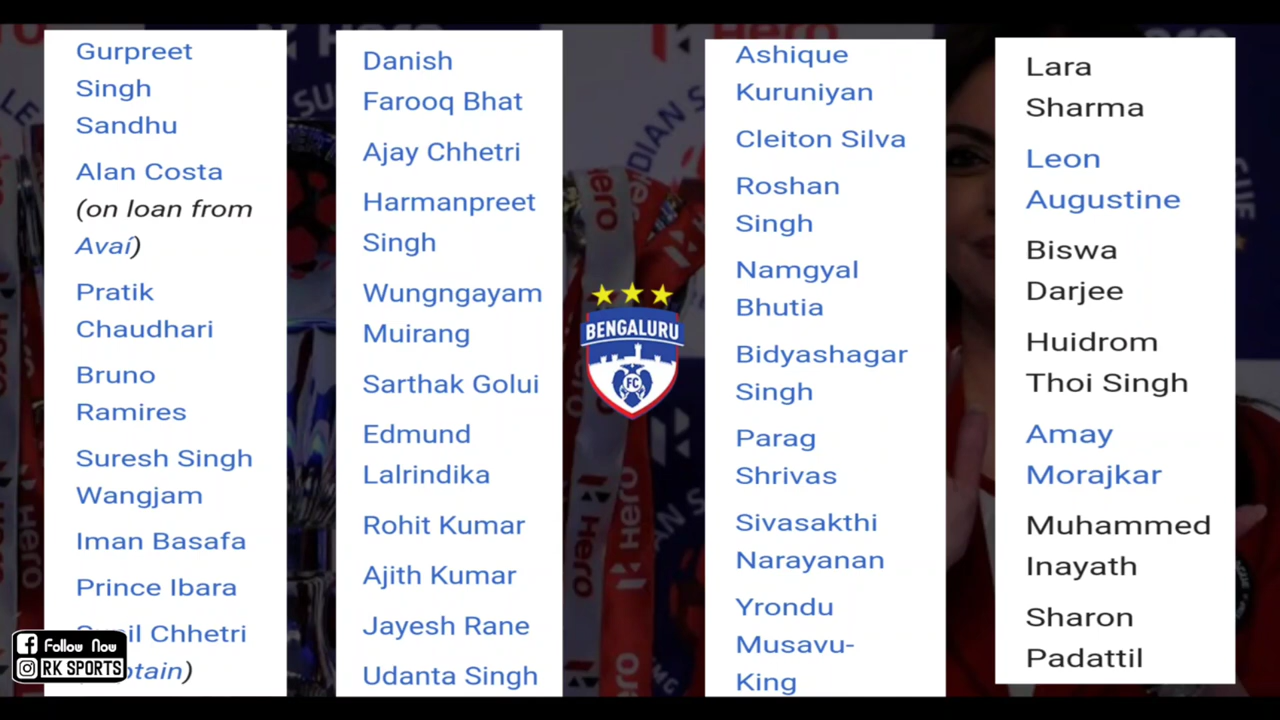 Gurpreet
Singh
Sandhu
Alan Costa
(on loan from
Avaí)
Pratik
Chaudhari
Bruno
Ramires
Suresh Singh
Wangjam
Iman Basafa
Prince Ibara
Chhetri
Follow Now
RK SPORTS
Danish
Farooq Bhat
Ajay Chhetri
Harmanpreet
Singh
Wungngayam
Muirang
Sarthak Golui
Edmund
Lalrindika
Rohit Kumar
Ajith Kumar
Jayesh Rane
Udanta Singh
BENGALURU
FC
Ashique
Kuruniyan
Cleiton Silva
Roshan
Singh
Namgyal
Bhutia
Bidyashagar
Singh
Parag
Shrivas
Sivasakthi
Narayanan
Yrondu
Musavu-
King
Lara
Sharma
Leon
Augustine
Biswa
Darjee
Huidrom
Thoi Singh
Amay
Morajkar
Muhammed
Inayath
Sharon
Padattil
Hero
Hero